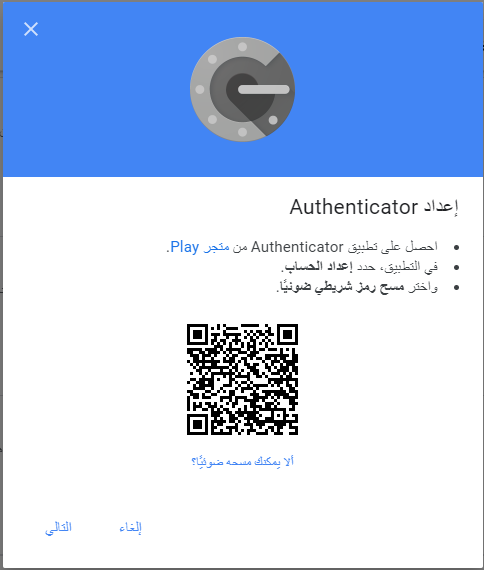 إعداد Authenticator
احصل على تطبيق Authenticator من متجر Play.
في التطبيق، حدد إعداد الحساب.
واختر مسح رمز شريطي ضوئيًا.
ألا يمكنك مسحه ضوئيًا؟
إلغاء
التالي